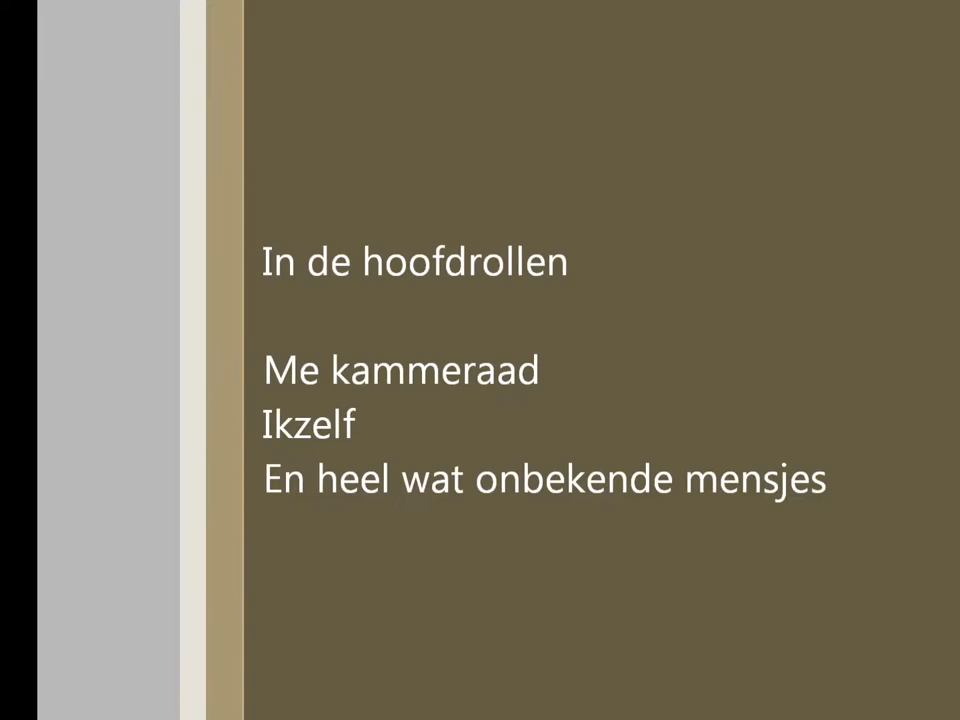 In de hoofdrollen
Me kammeraad
Ikzelf
En heel wat onbekende mensjes